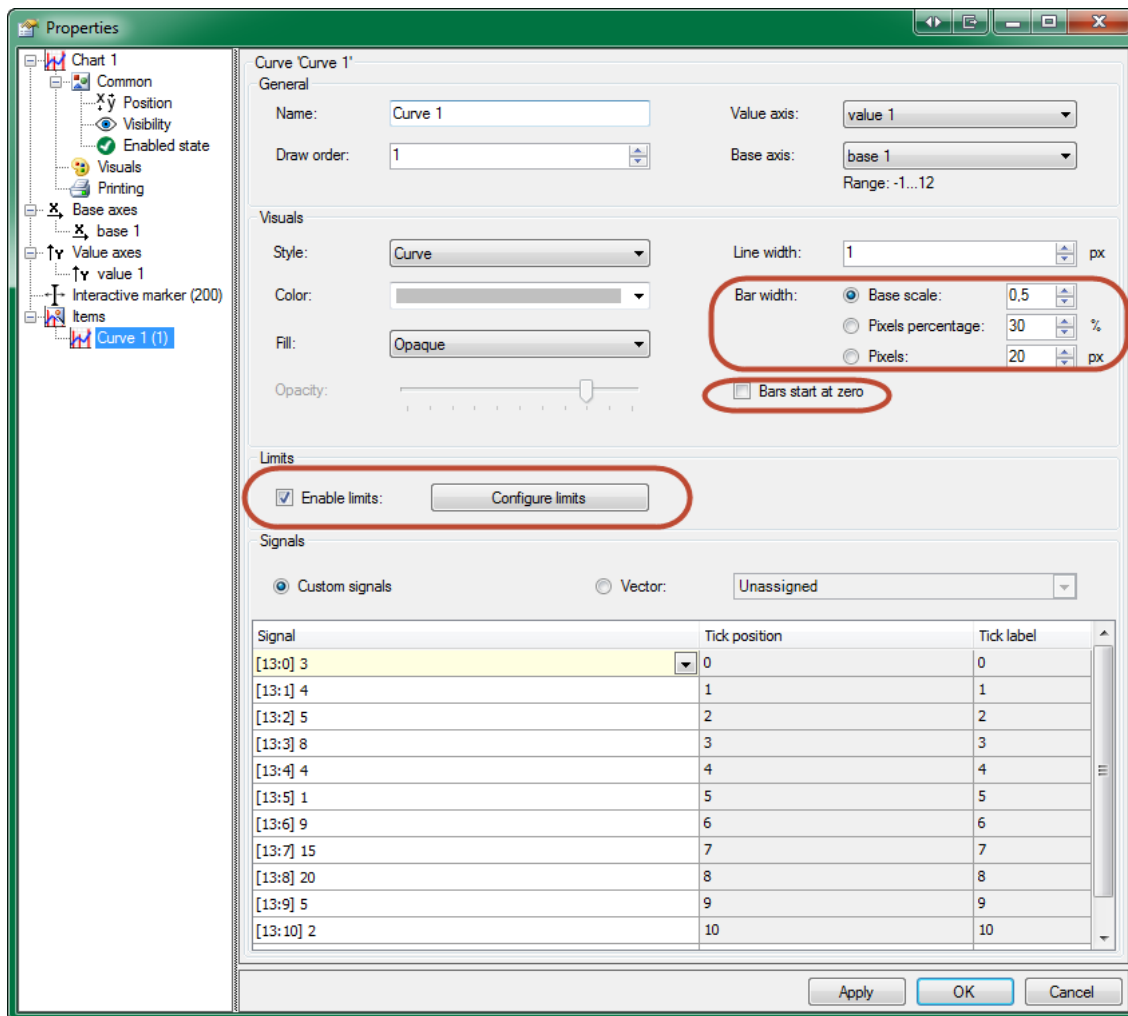 Properties
Chart 1
Common
Position
Visibility
Enabled state
Visuals
Printing
Base axes
base 1
Value axes
value 1
Interactive marker (200)
Items
Curve 1 (1)
Curve 'Curve 1'
General
Name: Curve 1 Value axis: value 1
Draw order: 1 Base axis: base 1
Range: -1...12
Visuals
Style: Curve Line width: 1 px
Color: Bar width: Base scale: 0,5
Pixels percentage: 30 %
Fill: Opaque Pixels: 20 px
Opacity: Bars start at zero
Limits
Enable limits: Configure limits
Signals
Custom signals Vector: Unassigned
Signal Tick position Tick label
[13:0] 3 0 0
[13:1] 4 1 1
[13:2] 5 2 2
[13:3] 8 3 3
[13:4] 4 4 4
[13:5] 1 5 5
[13:6] 9 6 6
[13:7] 15 7 7
[13:8] 20 8 8
[13:9] 5 9 9
[13:10] 2 10 10
Apply OK Cancel